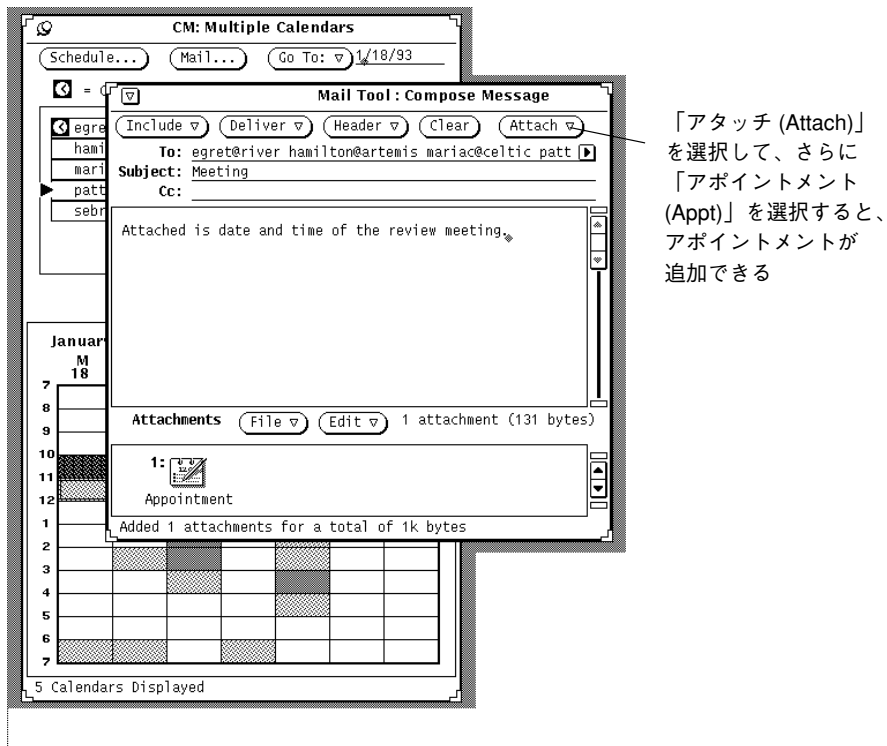 CM: Multiple Calendars
Schedule... Mail... Go To: 1/18/93
=
Mail Tool : Compose Message
Include Deliver Header Clear Attach
To: egret@river hamilton@artemis mariac@celtic patt
Subject: Meeting
Cc:
Attached is date and time of the review meeting.
Attachments File Edit 1 attachment (131 bytes)
1:
Appointment
Added 1 attachments for a total of 1k bytes
egre
hami
mari
patt
sebr
Januar
M
18
7
8
9
10
11
12
1
2
3
4
5
6
7
5 Calendars Displayed
「アタッチ (Attach)」
を選択して、さらに
「アポイントメント
(Appt)」を選択すると、
アポイントメントが
追加できる